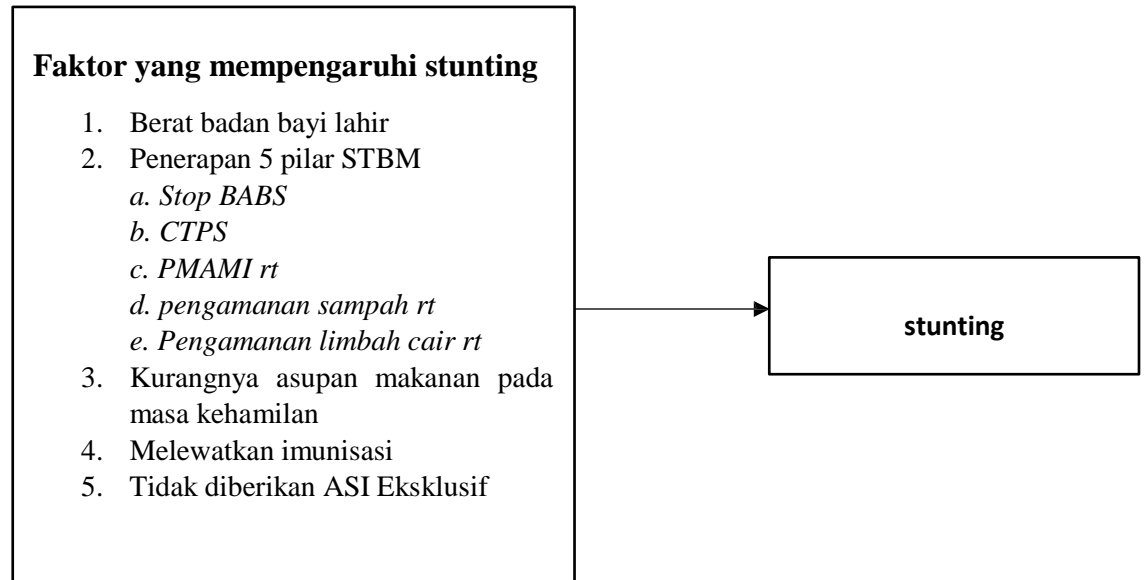 Faktor yang mempengaruhi stunting
1. Berat badan bayi lahir
2. Penerapan 5 pilar STBM
a. Stop BABS
b. CTPS
c. PMAMI rt
d. pengamanan sampah rt
e. Pengamanan limbah cair rt
3. Kurangnya asupan makanan pada
masa kehamilan
4. Melewatkan imunisasi
5. Tidak diberikan ASI Eksklusif
stunting